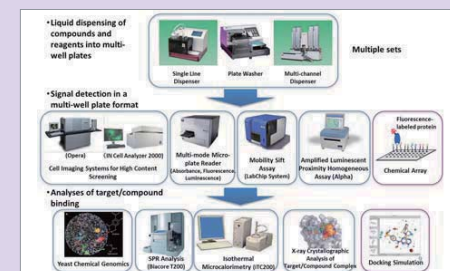 •Liquid dispensing of
compounds and
reagents into multi-
well plates
Multiple sets
Single Line
Dispenser
Plate Washer
Multi-channel
Dispenser
•Signal detection in a
multi-well plate format
Fluorescence-
labeled protein
(Opera)
(IN Cell Analyzer 2000)
Cell Imaging Systems for High Content
Screening
Multi-mode Micro-
plate Reader
(Absorbance, Fluorescence,
Luminescence)
Mobility Sift
Assay
(LabChip System)
Amplified Luminescent
Proximity Homogeneous
Assay (Alpha)
Chemical Array
•Analyses of target/compound
binding
Yeast Chemical Genomics
SPR Analysis
(Biacore T200)
Isothermal
Microcalorimetry (iTC200)
X-ray Crystallographic
Analysis of
Target/Compound Complex
Docking Simulation